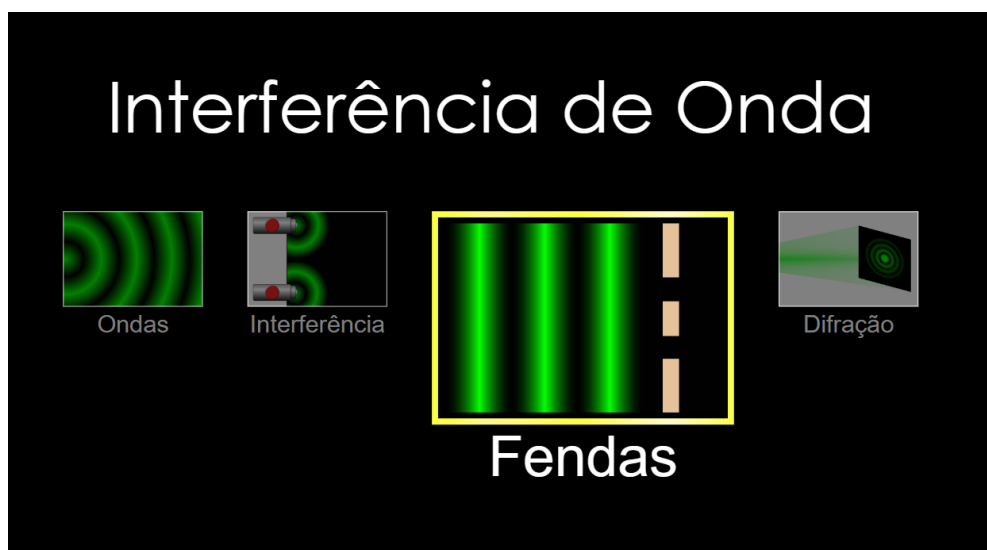 Interferência de Onda
Ondas
Interferência
Fendas
Difração